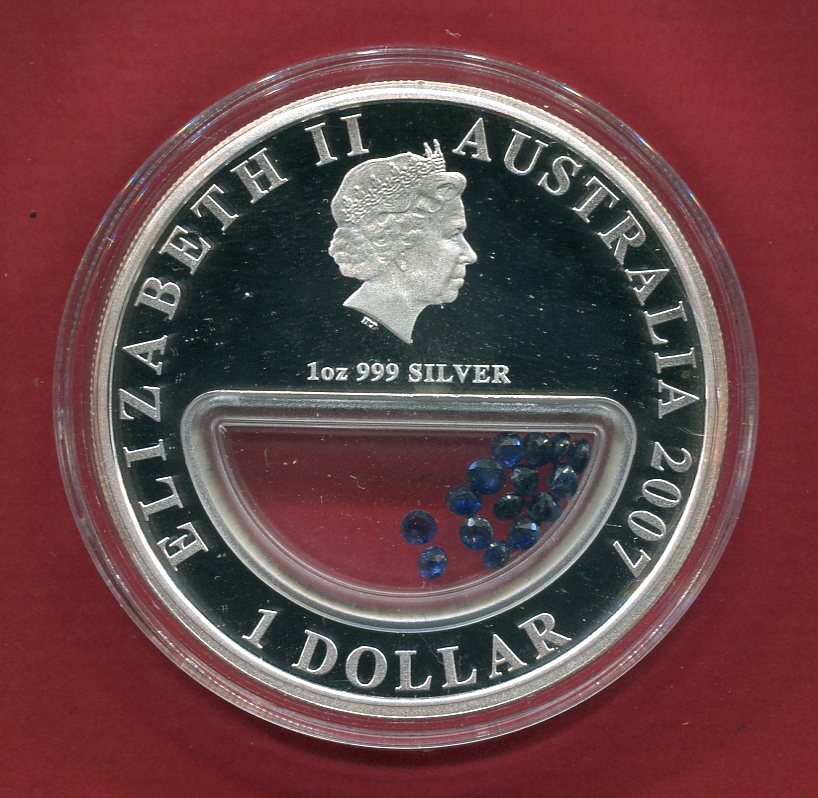 ELIZABETH II AUSTRALIA 2007
1oz 999 SILVER
1 DOLLAR